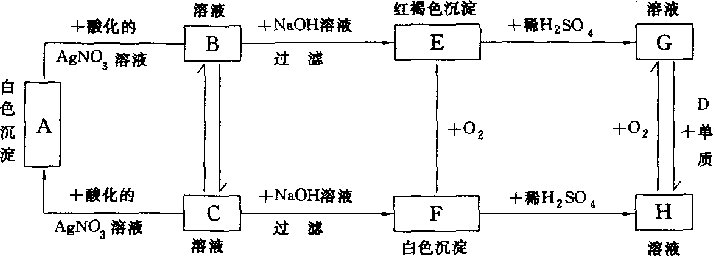 溶液 红褐色沉淀 溶液
+酸化的 B +NaOH溶液 E +稀H₂SO₄ G
AgNO₃ 溶液 过 滤
白色沉淀 A +O₂ +O₂ D+单质
+酸化的 C +NaOH溶液 F +稀H₂SO₄ H
AgNO₃ 溶液 溶液 过 滤 白色沉淀 溶液